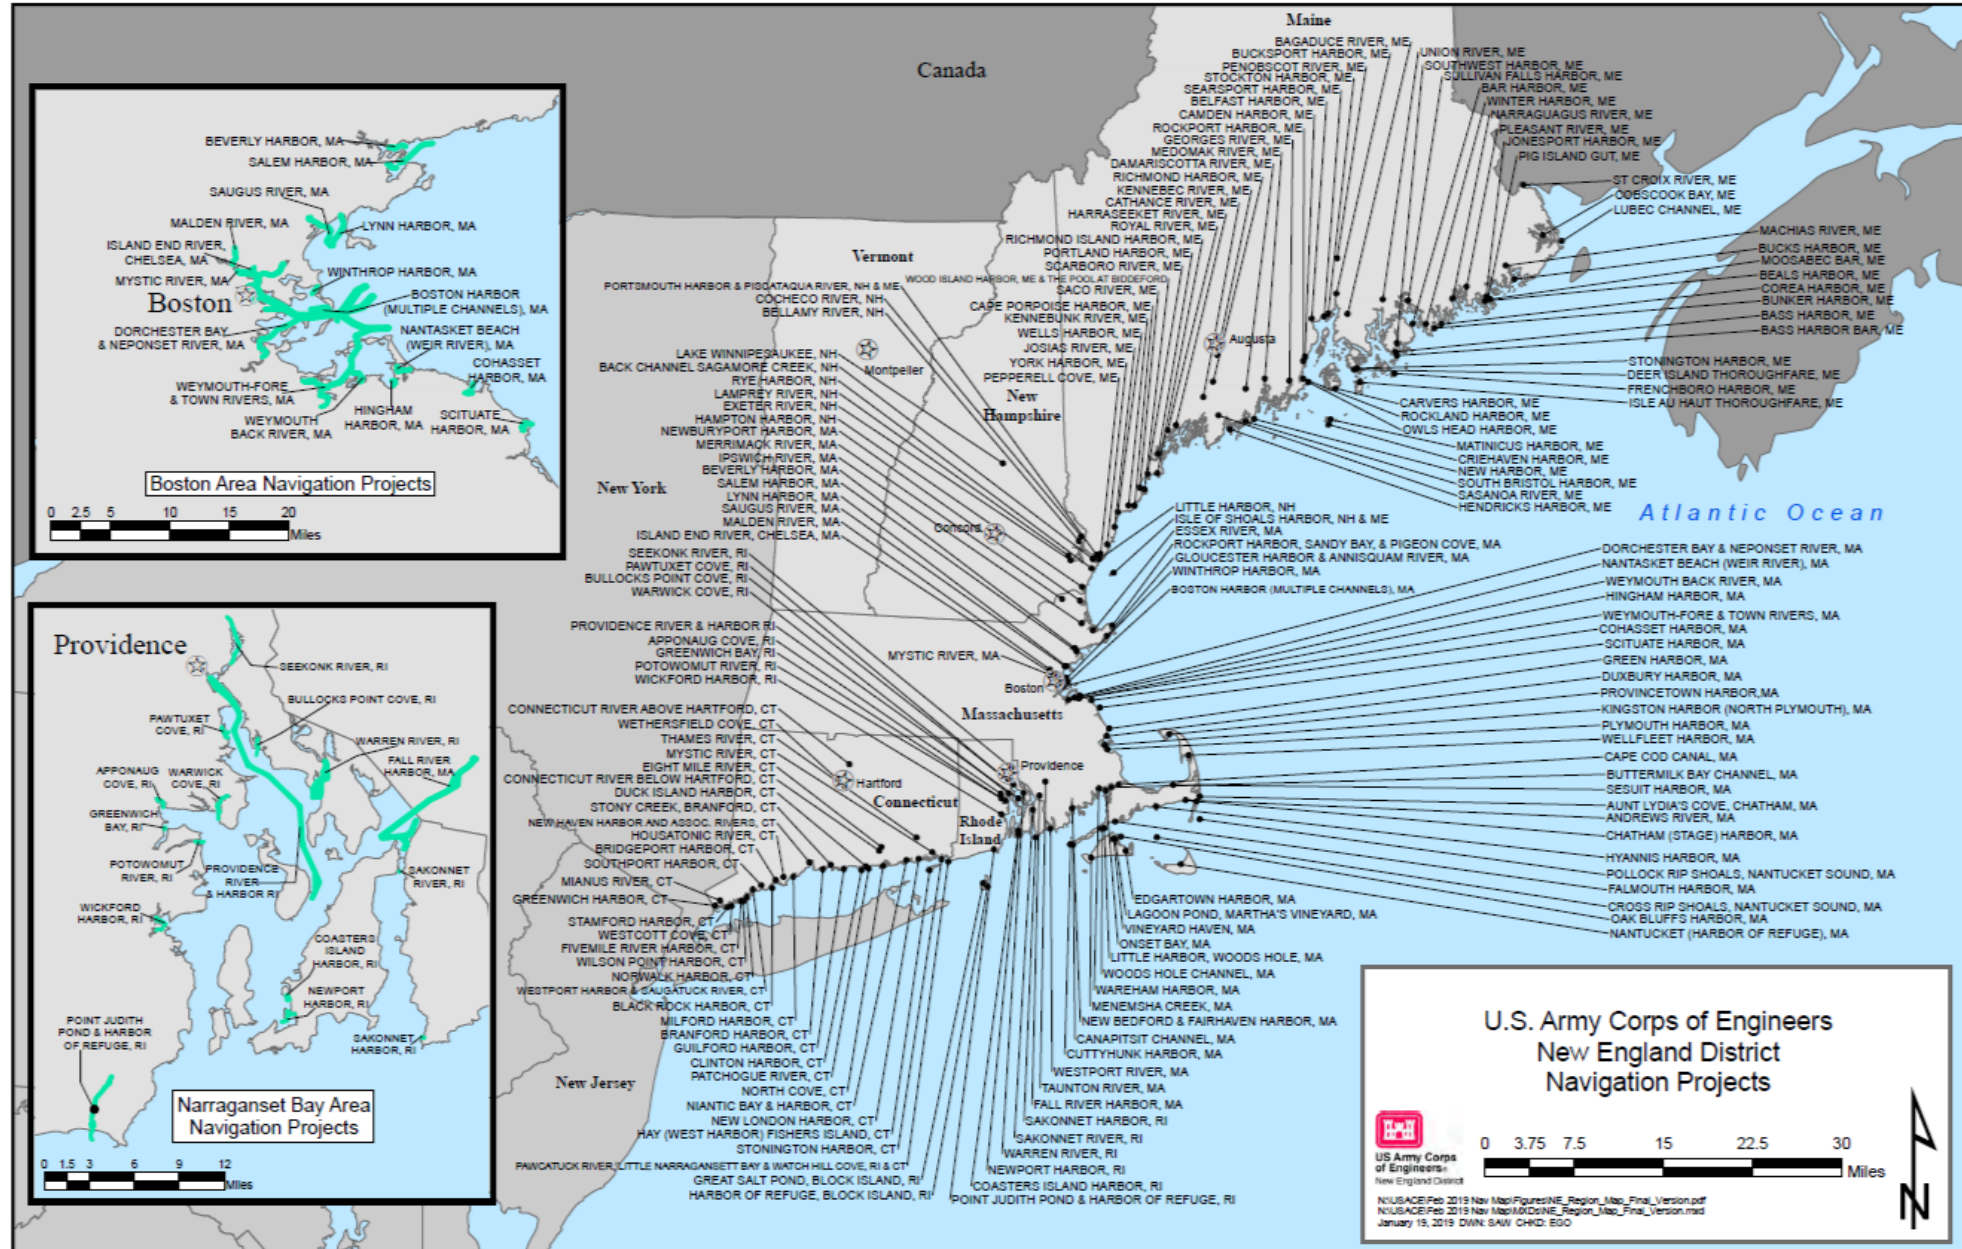 Maine
Canada
Vermont
New
Hampshire
New York
Massachusetts
Connecticut
Rhode
Island
New Jersey
Atlantic Ocean
Augusta
Montpelier
Concord
Boston
Providence
Hartford
BAGADUCE RIVER, ME
BUCKSPORT HARBOR, ME
PENOBSCOT RIVER, ME
STOCKTON HARBOR, ME
SEARSPORT HARBOR, ME
BELFAST HARBOR, ME
CAMDEN HARBOR, ME
ROCKPORT HARBOR, ME
GEORGES RIVER, ME
MEDOMAK RIVER, ME
DAMARISCOTTA RIVER, ME
RICHMOND HARBOR, ME
KENNEBEC RIVER, ME
CATHANCE RIVER, ME
HARRASEEKET RIVER, ME
ROYAL RIVER, ME
RICHMOND ISLAND HARBOR, ME
PORTLAND HARBOR, ME
SCARBORO RIVER, ME
WOOD ISLAND HARBOR, ME & THE POOL AT BIDDEFORD
SACO RIVER, ME
CAPE PORPOISE HARBOR, ME
KENNEBUNK RIVER, ME
WELLS HARBOR, ME
JOSIAS RIVER, ME
YORK HARBOR, ME
PEPPERELL COVE, ME
UNION RIVER, ME
SOUTHWEST HARBOR, ME
SULLIVAN FALLS HARBOR, ME
BAR HARBOR, ME
WINTER HARBOR, ME
NARRAGUAGUS RIVER, ME
PLEASANT RIVER, ME
JONESPORT HARBOR, ME
PIG ISLAND GUT, ME
ST CROIX RIVER, ME
COBSCOOK BAY, ME
LUBEC CHANNEL, ME
MACHIAS RIVER, ME
BUCKS HARBOR, ME
MOOSABEC BAR, ME
BEALS HARBOR, ME
COREA HARBOR, ME
BUNKER HARBOR, ME
BASS HARBOR, ME
BASS HARBOR BAR, ME
STONINGTON HARBOR, ME
DEER ISLAND THOROUGHFARE, ME
FRENCHBORO HARBOR, ME
ISLE AU HAUT THOROUGHFARE, ME
CARVERS HARBOR, ME
ROCKLAND HARBOR, ME
OWLS HEAD HARBOR, ME
MATINICUS HARBOR, ME
CRIEHAVEN HARBOR, ME
NEW HARBOR, ME
SOUTH BRISTOL HARBOR, ME
SASANOA RIVER, ME
HENDRICKS HARBOR, ME
PORTSMOUTH HARBOR & PISCATAQUA RIVER, NH & ME
COCHECO RIVER, NH
BELLAMY RIVER, NH
LAKE WINNIPESAUKEE, NH
BACK CHANNEL SAGAMORE CREEK, NH
RYE HARBOR, NH
LAMPREY RIVER, NH
EXETER RIVER, NH
HAMPTON HARBOR, NH
NEWBURYPORT HARBOR, MA
MERRIMACK RIVER, MA
IPSWICH RIVER, MA
BEVERLY HARBOR, MA
SALEM HARBOR, MA
LYNN HARBOR, MA
SAUGUS RIVER, MA
MALDEN RIVER, MA
ISLAND END RIVER, CHELSEA, MA
SEEKONK RIVER, RI
PAWTUXET COVE, RI
BULLOCKS POINT COVE, RI
WARWICK COVE, RI
PROVIDENCE RIVER & HARBOR RI
APPONAUG COVE, RI
GREENWICH BAY, RI
POTOWOMUT RIVER, RI
WICKFORD HARBOR, RI
MYSTIC RIVER, MA
LITTLE HARBOR, NH
ISLE OF SHOALS HARBOR, NH & ME
ESSEX RIVER, MA
ROCKPORT HARBOR, SANDY BAY, & PIGEON COVE, MA
GLOUCESTER HARBOR & ANNISQUAM RIVER, MA
WINTHROP HARBOR, MA
BOSTON HARBOR (MULTIPLE CHANNELS), MA
DORCHESTER BAY & NEPONSET RIVER, MA
NANTASKET BEACH (WEIR RIVER), MA
WEYMOUTH BACK RIVER, MA
HINGHAM HARBOR, MA
WEYMOUTH-FORE & TOWN RIVERS, MA
COHASSET HARBOR, MA
SCITUATE HARBOR, MA
GREEN HARBOR, MA
DUXBURY HARBOR, MA
PROVINCETOWN HARBOR,MA
KINGSTON HARBOR (NORTH PLYMOUTH), MA
PLYMOUTH HARBOR, MA
WELLFLEET HARBOR, MA
CAPE COD CANAL, MA
BUTTERMILK BAY CHANNEL, MA
SESUIT HARBOR, MA
AUNT LYDIA'S COVE, CHATHAM, MA
ANDREWS RIVER, MA
CHATHAM (STAGE) HARBOR, MA
HYANNIS HARBOR, MA
POLLOCK RIP SHOALS, NANTUCKET SOUND, MA
FALMOUTH HARBOR, MA
CROSS RIP SHOALS, NANTUCKET SOUND, MA
OAK BLUFFS HARBOR, MA
NANTUCKET (HARBOR OF REFUGE), MA
CONNECTICUT RIVER ABOVE HARTFORD, CT
WETHERSFIELD COVE, CT
THAMES RIVER, CT
MYSTIC RIVER, CT
EIGHT MILE RIVER, CT
CONNECTICUT RIVER BELOW HARTFORD, CT
DUCK ISLAND HARBOR, CT
STONY CREEK, BRANFORD, CT
NEW HAVEN HARBOR AND ASSOC. RIVERS, CT
HOUSATONIC RIVER, CT
BRIDGEPORT HARBOR, CT
SOUTHPORT HARBOR, CT
MIANUS RIVER, CT
GREENWICH HARBOR, CT
STAMFORD HARBOR, CT
WESTCOTT COVE, CT
FIVEMILE RIVER HARBOR, CT
WILSON POINT HARBOR, CT
NORWALK HARBOR, CT
WESTPORT HARBOR & SAUGATUCK RIVER, CT
BLACK ROCK HARBOR, CT
MILFORD HARBOR, CT
BRANFORD HARBOR, CT
GUILFORD HARBOR, CT
CLINTON HARBOR, CT
PATCHOGUE RIVER, CT
NORTH COVE, CT
NIANTIC BAY & HARBOR, CT
NEW LONDON HARBOR, CT
HAY (WEST HARBOR) FISHERS ISLAND, CT
STONINGTON HARBOR, CT
PAWCATUCK RIVER, LITTLE NARRAGANSETT BAY & WATCH HILL COVE, RI & CT
GREAT SALT POND, BLOCK ISLAND, RI
HARBOR OF REFUGE, BLOCK ISLAND, RI
EDGARTOWN HARBOR, MA
LAGOON POND, MARTHA'S VINEYARD, MA
VINEYARD HAVEN, MA
ONSET BAY, MA
LITTLE HARBOR, WOODS HOLE, MA
WOODS HOLE CHANNEL, MA
WAREHAM HARBOR, MA
MENEMSHA CREEK, MA
NEW BEDFORD & FAIRHAVEN HARBOR, MA
CANAPITSIT CHANNEL, MA
CUTTYHUNK HARBOR, MA
WESTPORT RIVER, MA
TAUNTON RIVER, MA
FALL RIVER HARBOR, MA
SAKONNET HARBOR, RI
SAKONNET RIVER, RI
WARREN RIVER, RI
NEWPORT HARBOR, RI
COASTERS ISLAND HARBOR, RI
POINT JUDITH POND & HARBOR OF REFUGE, RI
BEVERLY HARBOR, MA
SALEM HARBOR, MA
SAUGUS RIVER, MA
MALDEN RIVER, MA
LYNN HARBOR, MA
ISLAND END RIVER,
CHELSEA, MA
MYSTIC RIVER, MA
WINTHROP HARBOR, MA
Boston
BOSTON HARBOR
(MULTIPLE CHANNELS), MA
DORCHESTER BAY
& NEPONSET RIVER, MA
NANTASKET BEACH
(WEIR RIVER), MA
COHASSET
HARBOR, MA
WEYMOUTH-FORE
& TOWN RIVERS, MA
WEYMOUTH
BACK RIVER, MA
HINGHAM
HARBOR, MA
SCITUATE
HARBOR, MA
Boston Area Navigation Projects
0 2.5 5 10 15 20
Miles
Providence
SEEKONK RIVER, RI
BULLOCKS POINT COVE, RI
PAWTUXET
COVE, RI
WARREN RIVER, RI
FALL RIVER
HARBOR, MA
APPONAUG
COVE, RI
WARWICK
COVE, RI
GREENWICH
BAY, RI
POTOWOMUT
RIVER, RI
PROVIDENCE
RIVER
& HARBOR RI
SAKONNET
RIVER, RI
WICKFORD
HARBOR, RI
COASTERS
ISLAND
HARBOR, RI
NEWPORT
HARBOR, RI
POINT JUDITH
POND & HARBOR
OF REFUGE, RI
SAKONNET
HARBOR, RI
Narraganset Bay Area
Navigation Projects
0 1.5 3 6 9 12
Miles
U.S. Army Corps of Engineers
New England District
Navigation Projects
US Army Corps
of Engineers
New England District
0 3.75 7.5 15 22.5 30
Miles
N
N:\USACE\Feb 2019 Nav Map\Figures\NE_Region_Map_Final_Version.pdf
N:\USACE\Feb 2019 Nav Map\MXDs\NE_Region_Map_Final_Version.mxd
January 19, 2019 DWN: SAW CHKD: EGO